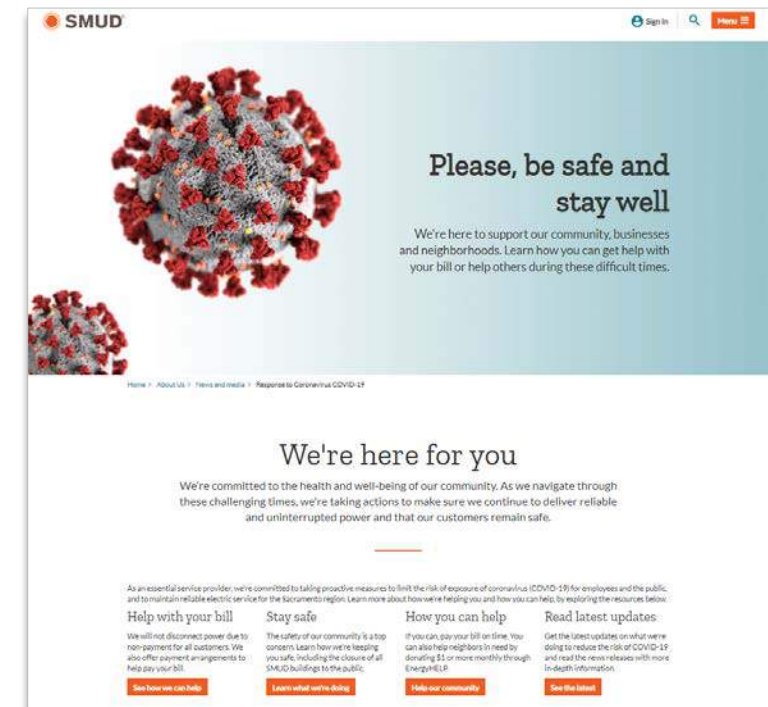 SMUD®
Sign In
Menu
Please, be safe and
stay well
We're here to support our community, businesses
and neighborhoods. Learn how you can get help with
your bill or help others during these difficult times.
Home > About Us > News and media > Response to Coronavirus COVID-19
We're here for you
We're committed to the health and well-being of our community. As we navigate through
these challenging times, we're taking actions to make sure we continue to deliver reliable
and uninterrupted power and that our customers remain safe.
As an essential service provider, we're committed to taking proactive measures to limit the risk of exposure of coronavirus (COVID-19) for employees and the public,
and to maintain reliable electric service for the Sacramento region. Learn more about how we're helping you and how you can help, by exploring the resources below.
Help with your bill
We will not disconnect power due to
non-payment for all customers. We
also offer payment arrangements to
help pay your bill.
See how we can help
Stay safe
The safety of our community is a top
concern. Learn how we're keeping
you safe, including the closure of all
SMUD buildings to the public.
Learn what we're doing
How you can help
If you can, pay your bill on time. You
can also help neighbors in need by
donating $1 or more monthly through
EnergyHELP.
Help our community
Read latest updates
Get the latest updates on what we're
doing to reduce the risk of COVID-19
and read the news releases with more
in-depth information.
See the latest